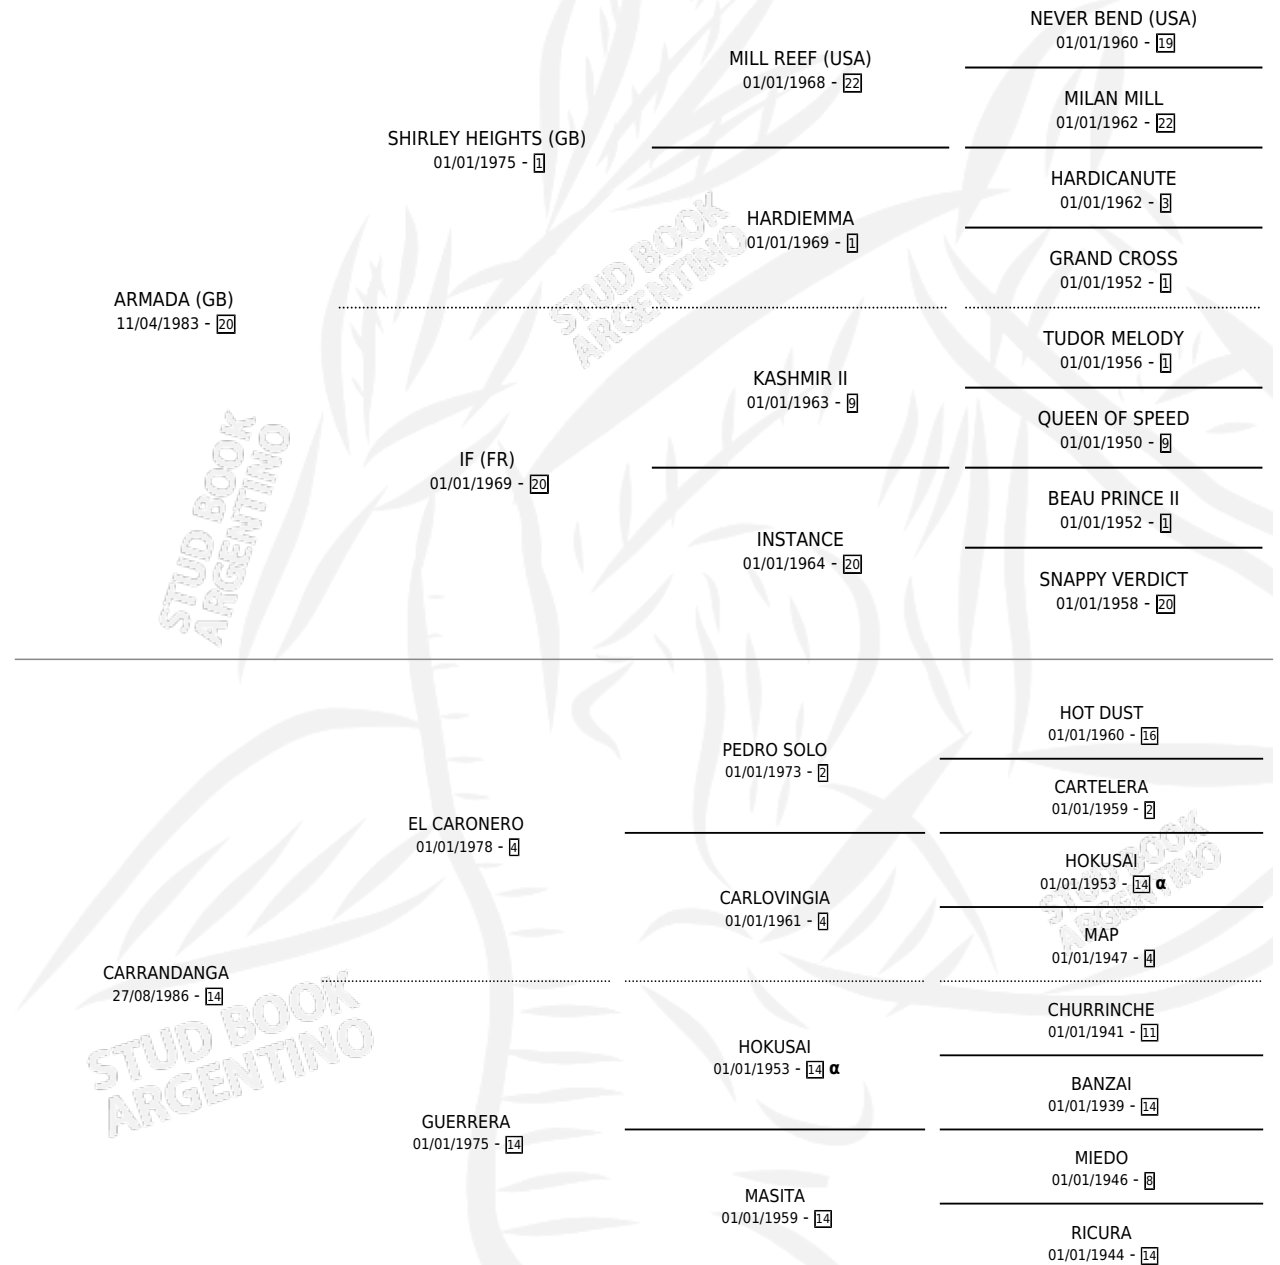 NEVER BEND (USA)
01/01/1960 - 19
MILL REEF (USA)
01/01/1968 - 22
MILAN MILL
01/01/1962 - 22
SHIRLEY HEIGHTS (GB)
01/01/1975 - 1
HARDICANUTE
01/01/1962 - 3
HARDIEMMA
01/01/1969 - 1
GRAND CROSS
01/01/1952 - 1
ARMADA (GB)
11/04/1983 - 20
TUDOR MELODY
01/01/1956 - 1
KASHMIR II
01/01/1963 - 9
QUEEN OF SPEED
01/01/1950 - 9
IF (FR)
01/01/1969 - 20
BEAU PRINCE II
01/01/1952 - 1
INSTANCE
01/01/1964 - 20
SNAPPY VERDICT
01/01/1958 - 20
HOT DUST
01/01/1960 - 16
PEDRO SOLO
01/01/1973 - 2
CARTELERA
01/01/1959 - 2
EL CARONERO
01/01/1978 - 4
HOKUSAI
01/01/1953 - 14 α
CARLOVINGIA
01/01/1961 - 4
MAP
01/01/1947 - 4
CARRANDANGA
27/08/1986 - 14
CHURRINCHE
01/01/1941 - 11
HOKUSAI
01/01/1953 - 14 α
BANZAI
01/01/1939 - 14
GUERRERA
01/01/1975 - 14
MIEDO
01/01/1946 - 8
MASITA
01/01/1959 - 14
RICURA
01/01/1944 - 14
STUD BOOK
ARGENTINO
STUD BOOK
ARGENTINO
STUD BOOK
ARGENTINO
STUD BOOK
ARGENTINO